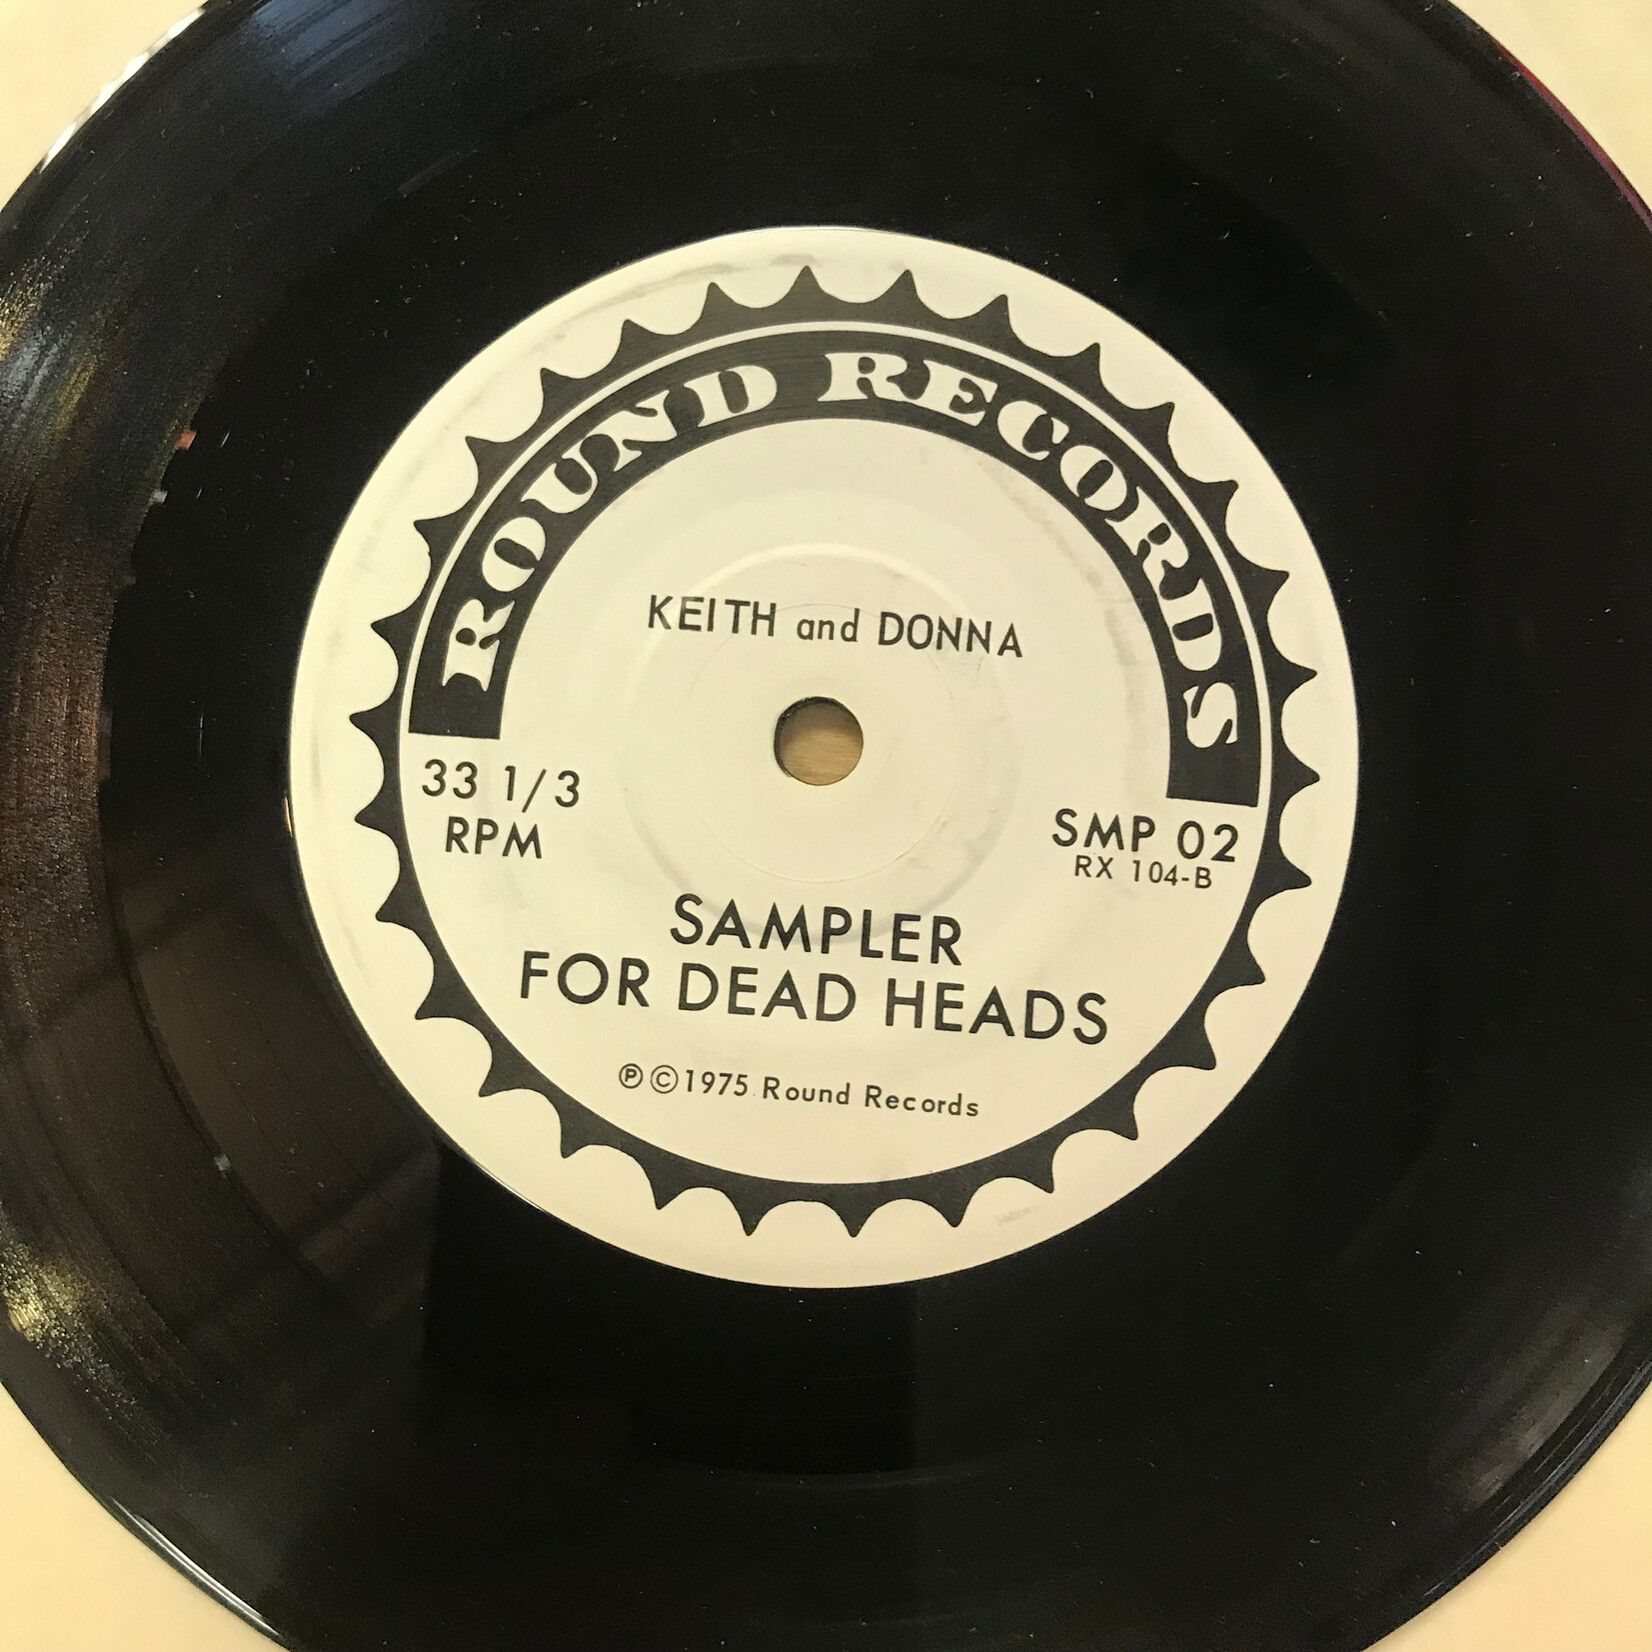 ROUND RECORDS
KEITH and DONNA
33 1/3
RPM
SMP 02
RX 104-B
SAMPLER
FOR DEAD HEADS
℗ © 1975 Round Records